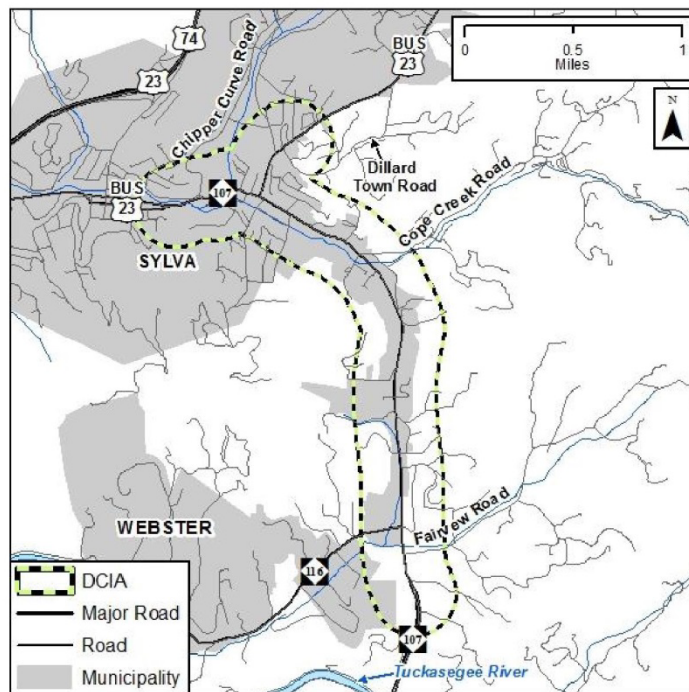 74
23
Chipper Curve Road
BUS
23
0 0.5 1
Miles
N
Dillard
Town Road
BUS
23
107
Cope Creek Road
SYLVA
WEBSTER
Fairview Road
116
107
DCIA
Major Road
Road
Municipality
Tuckasegee River